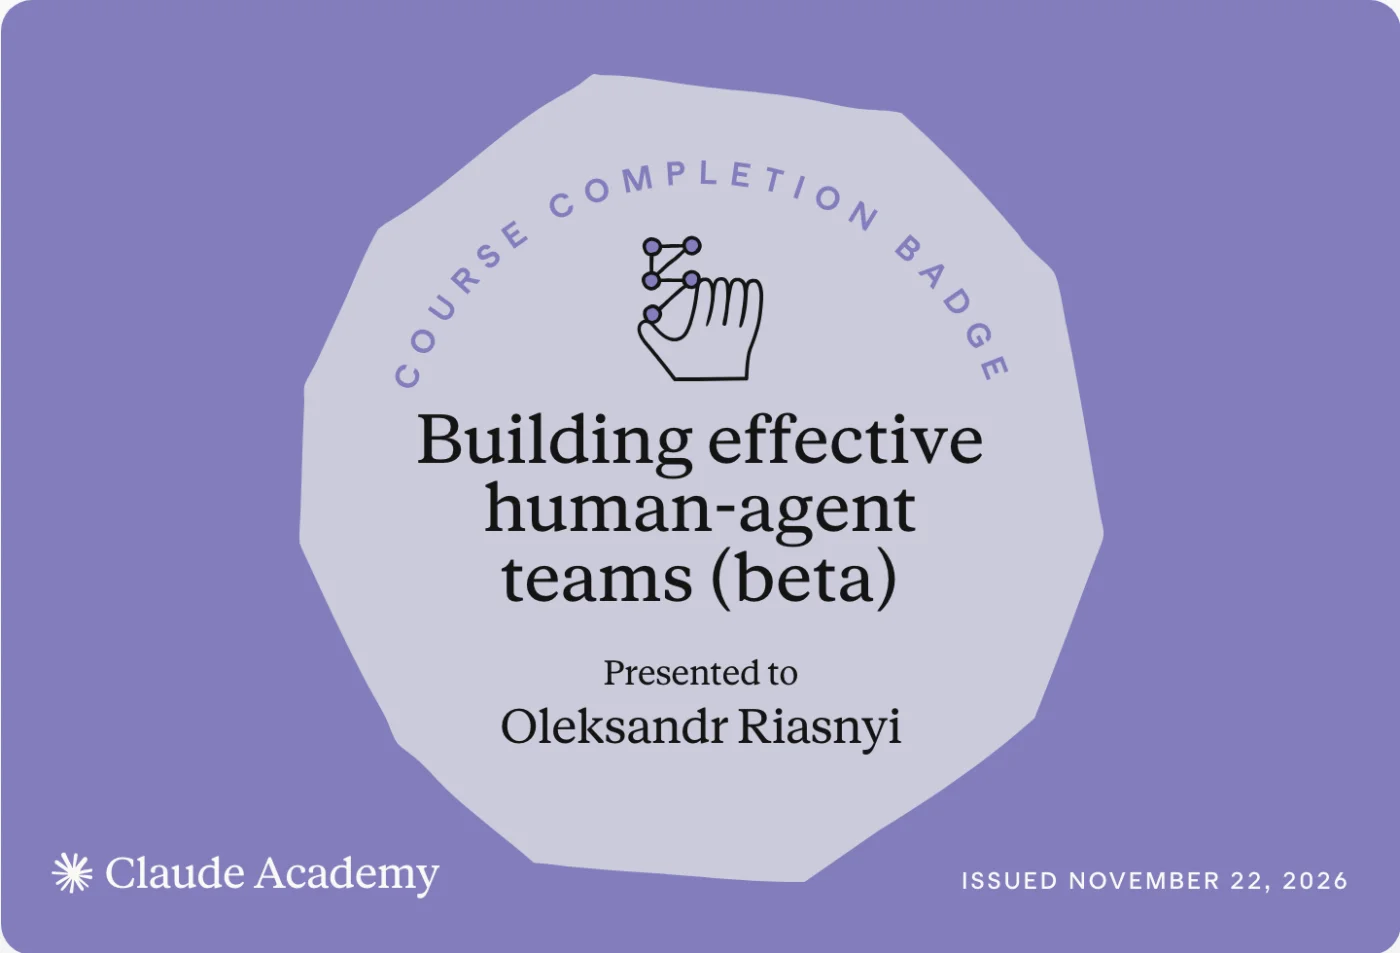 COURSE COMPLETION BADGE
Building effective
human-agent
teams (beta)
Presented to
Oleksandr Riasnyi
Claude Academy
ISSUED NOVEMBER 22, 2026